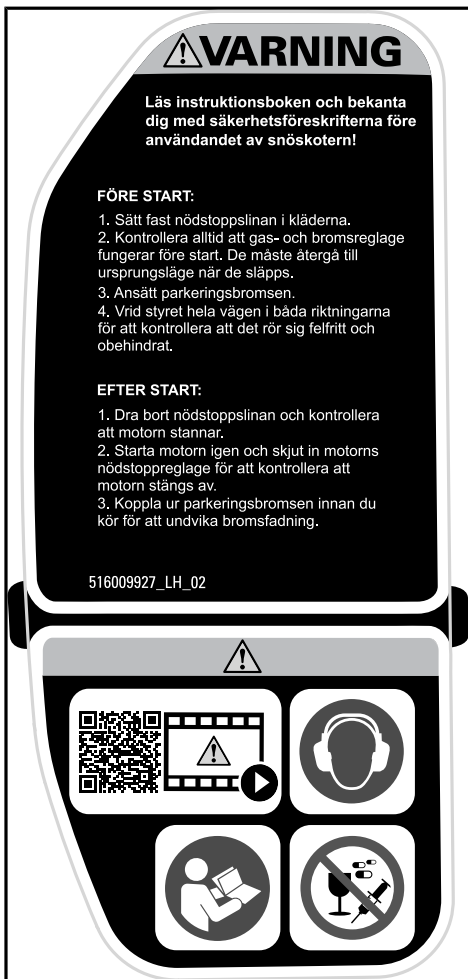 VARNING
Läs instruktionsboken och bekanta
dig med säkerhetsföreskrifterna före
användandet av snöskotern!
FÖRE START:
1. Sätt fast nödstoppslinan i kläderna.
2. Kontrollera alltid att gas- och bromsreglage
fungerar före start. De måste återgå till
ursprungsläge när de släpps.
3. Ansätt parkeringsbromsen.
4. Vrid styret hela vägen i båda riktningarna
för att kontrollera att det rör sig felfritt och
obehindrat.
EFTER START:
1. Dra bort nödstoppslinan och kontrollera
att motorn stannar.
2. Starta motorn igen och skjut in motorns
nödstoppreglage för att kontrollera att
motorn stängs av.
3. Koppla ur parkeringsbromsen innan du
kör för att undvika bromsfadning.
516009927_LH_02